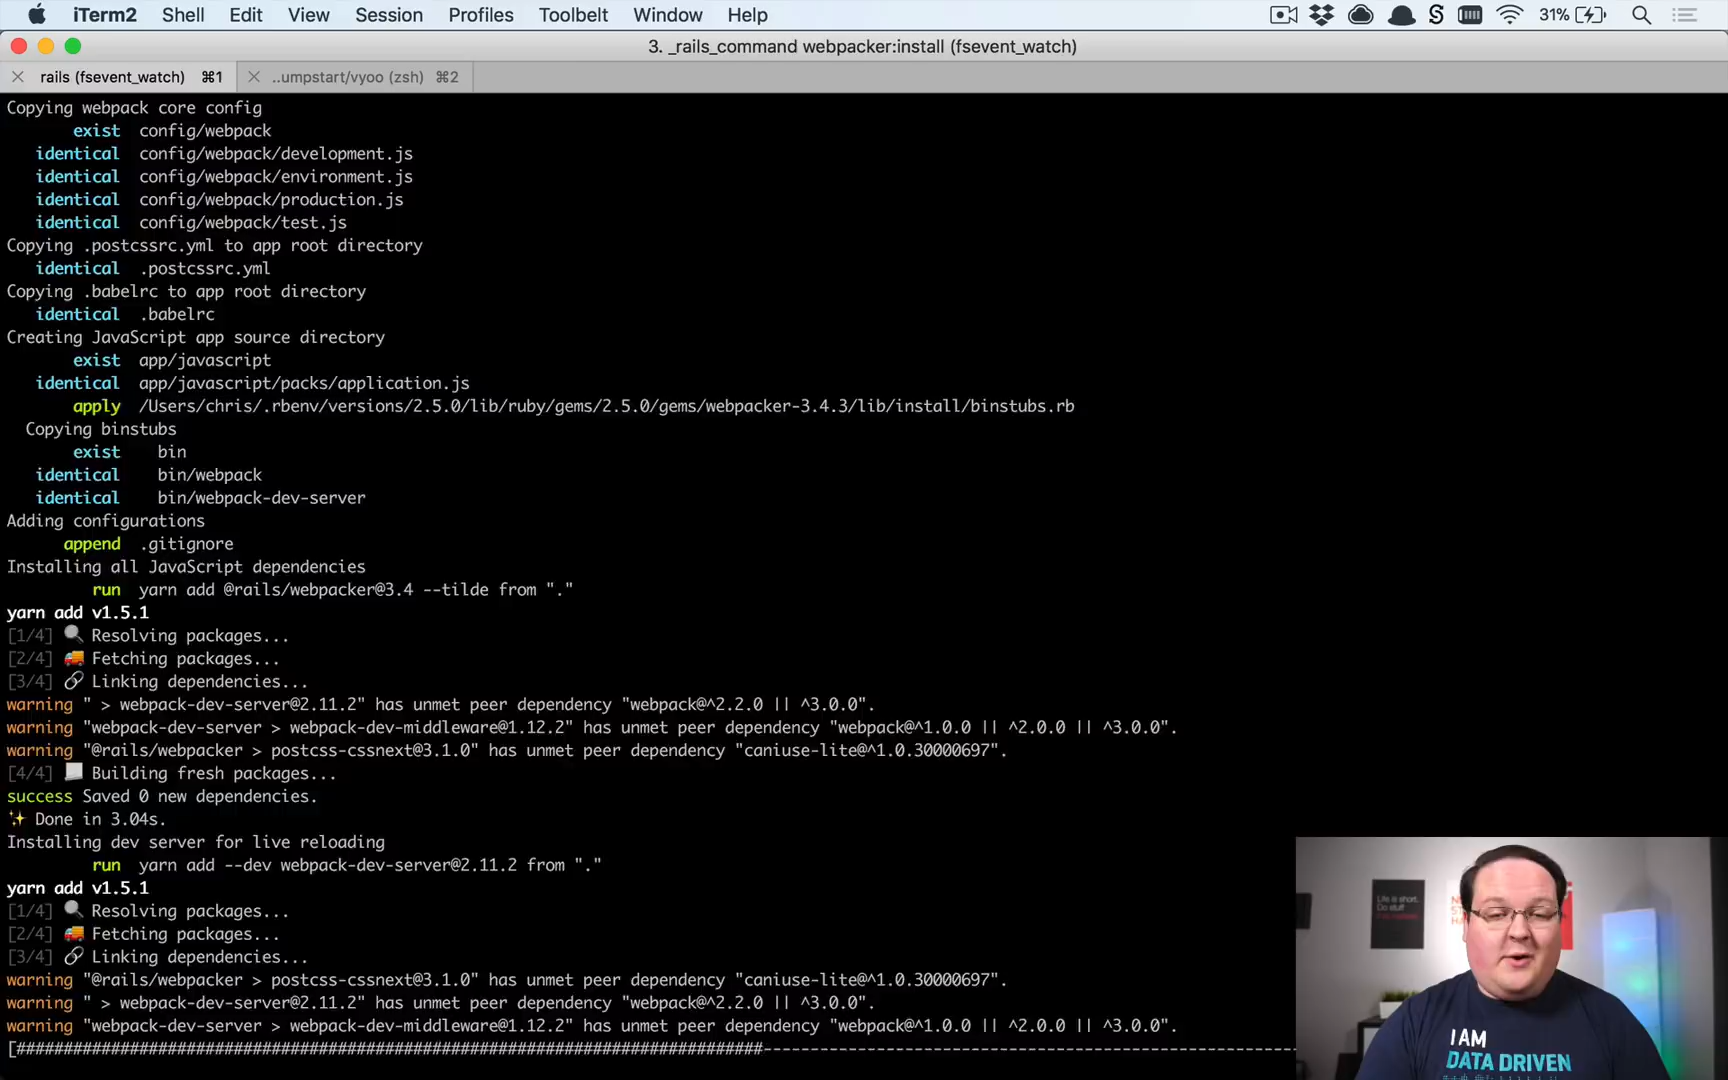 iTerm2 Shell Edit View Session Profiles Toolbelt Window Help 31%
3. _rails_command webpacker:install (fsevent_watch)
rails (fsevent_watch) ⌘1 ..umpstart/vyoo (zsh) ⌘2
Copying webpack core config
exist config/webpack
identical config/webpack/development.js
identical config/webpack/environment.js
identical config/webpack/production.js
identical config/webpack/test.js
Copying .postcssrc.yml to app root directory
identical .postcssrc.yml
Copying .babelrc to app root directory
identical .babelrc
Creating JavaScript app source directory
exist app/javascript
identical app/javascript/packs/application.js
apply /Users/chris/.rbenv/versions/2.5.0/lib/ruby/gems/2.5.0/gems/webpacker-3.4.3/lib/install/binstubs.rb
Copying binstubs
exist bin
identical bin/webpack
identical bin/webpack-dev-server
Adding configurations
append .gitignore
Installing all JavaScript dependencies
run yarn add @rails/webpacker@3.4 --tilde from "."
yarn add v1.5.1
[1/4] 🔍 Resolving packages...
[2/4] 🚚 Fetching packages...
[3/4] 🔗 Linking dependencies...
warning " > webpack-dev-server@2.11.2" has unmet peer dependency "webpack@^2.2.0 || ^3.0.0".
warning "webpack-dev-server > webpack-dev-middleware@1.12.2" has unmet peer dependency "webpack@^1.0.0 || ^2.0.0 || ^3.0.0".
warning "@rails/webpacker > postcss-cssnext@3.1.0" has unmet peer dependency "caniuse-lite@^1.0.30000697".
[4/4] 📃 Building fresh packages...
success Saved 0 new dependencies.
✨ Done in 3.04s.
Installing dev server for live reloading
run yarn add --dev webpack-dev-server@2.11.2 from "."
yarn add v1.5.1
[1/4] 🔍 Resolving packages...
[2/4] 🚚 Fetching packages...
[3/4] 🔗 Linking dependencies...
warning "@rails/webpacker > postcss-cssnext@3.1.0" has unmet peer dependency "caniuse-lite@^1.0.30000697".
warning " > webpack-dev-server@2.11.2" has unmet peer dependency "webpack@^2.2.0 || ^3.0.0".
warning "webpack-dev-server > webpack-dev-middleware@1.12.2" has unmet peer dependency "webpack@^1.0.0 || ^2.0.0 || ^3.0.0".
[###############################################################################--------------------------------------------------------
Life is short.
Do stuff
I AM
DATA DRIVEN